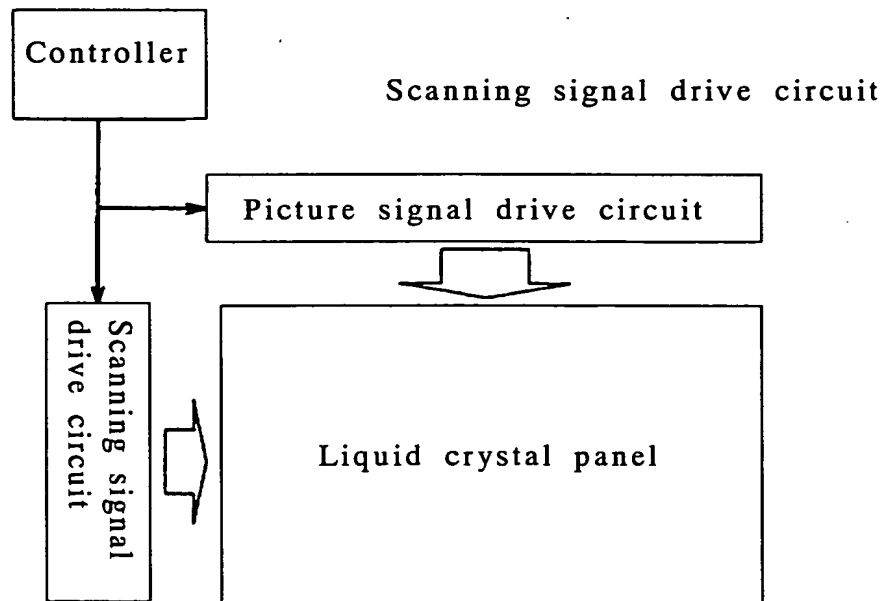 Controller
Scanning signal drive circuit
Picture signal drive circuit
Scanning signal
drive circuit
Liquid crystal panel